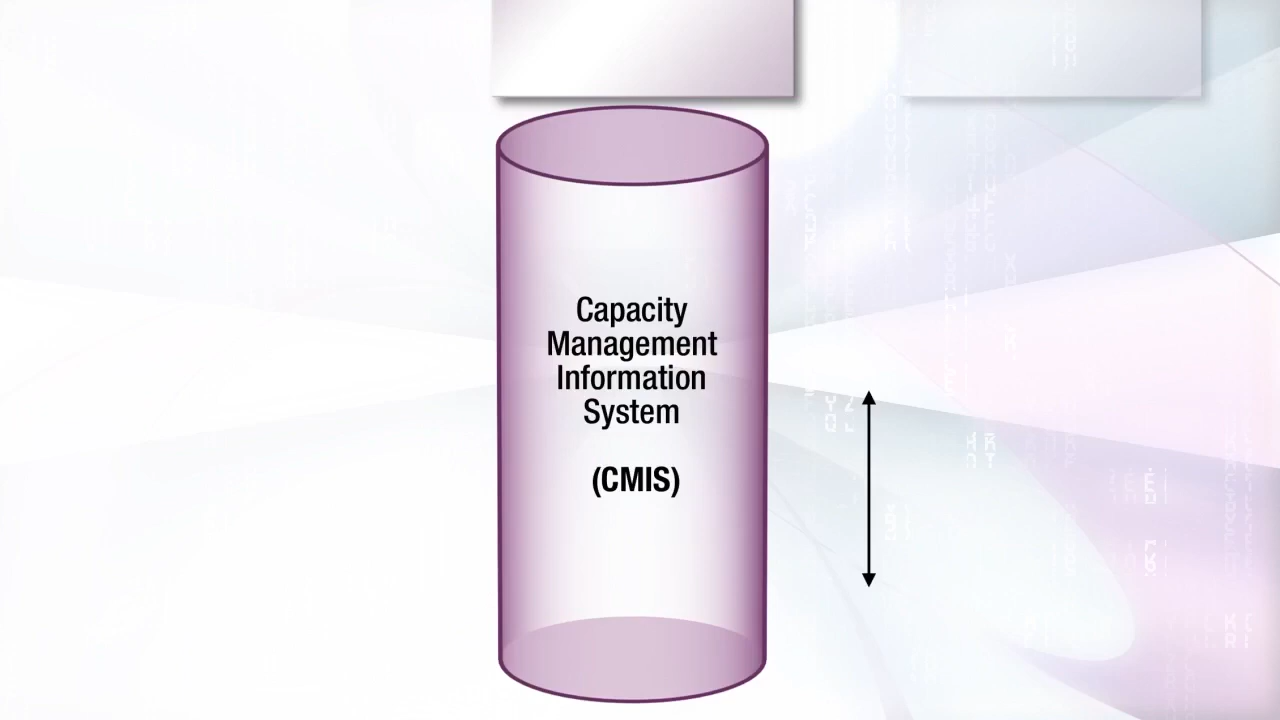 Capacity
Management
Information
System
(CMIS)